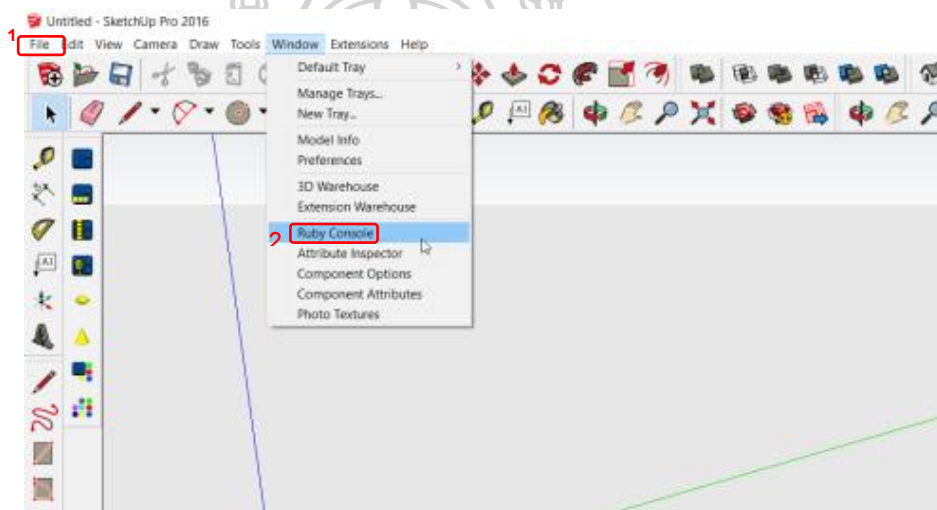 Untitled - SketchUp Pro 2016
1
File Edit View Camera Draw Tools Window Extensions Help
Default Tray
Manage Trays...
New Tray...
Model Info
Preferences
3D Warehouse
Extension Warehouse
2 Ruby Console
Attribute Inspector
Component Options
Component Attributes
Photo Textures